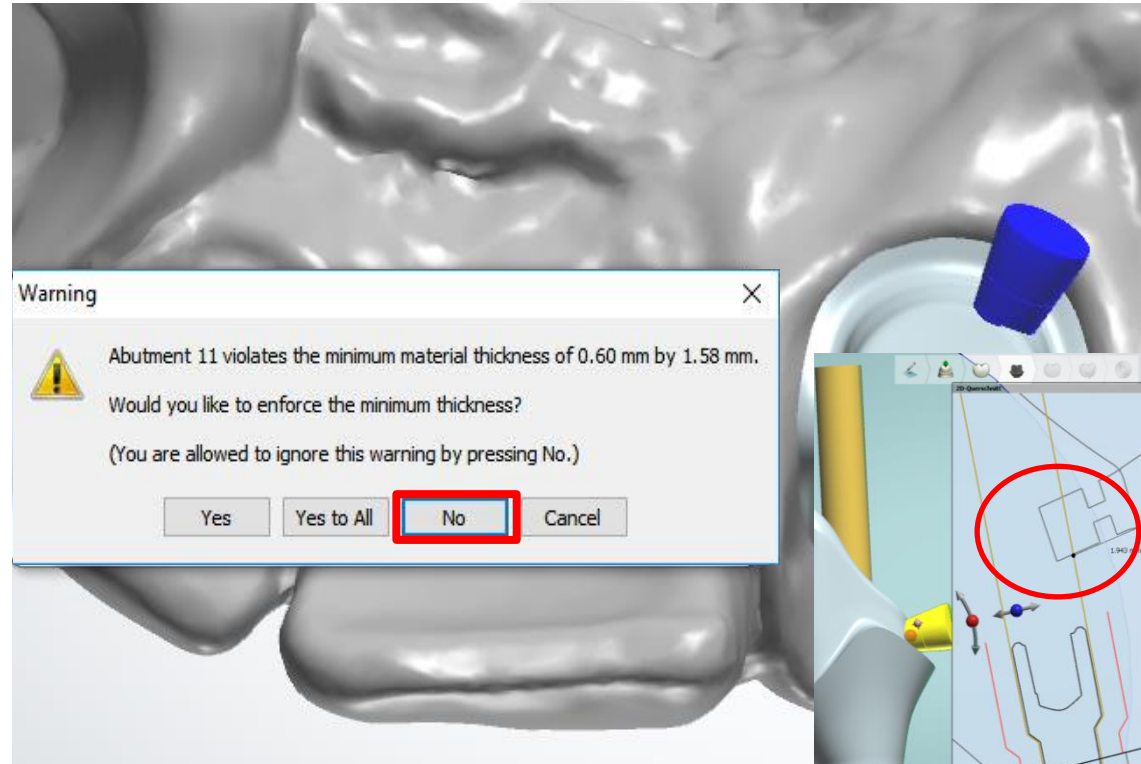 Warning
Abutment 11 violates the minimum material thickness of 0.60 mm by 1.58 mm.
Would you like to enforce the minimum thickness?
(You are allowed to ignore this warning by pressing No.)
Yes
Yes to All
No
Cancel
2D-Querschnitt
1.943